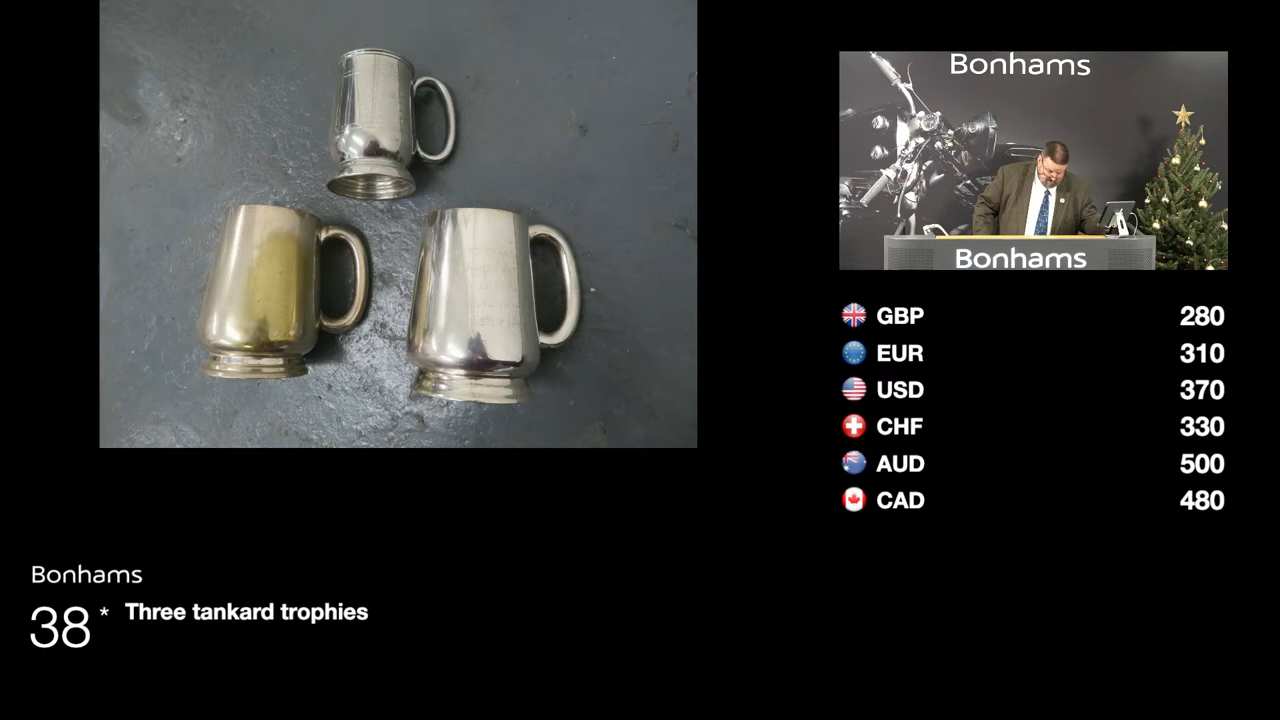 Bonhams
Bonhams
GBP 280
EUR 310
USD 370
CHF 330
AUD 500
CAD 480
Bonhams
38 * Three tankard trophies